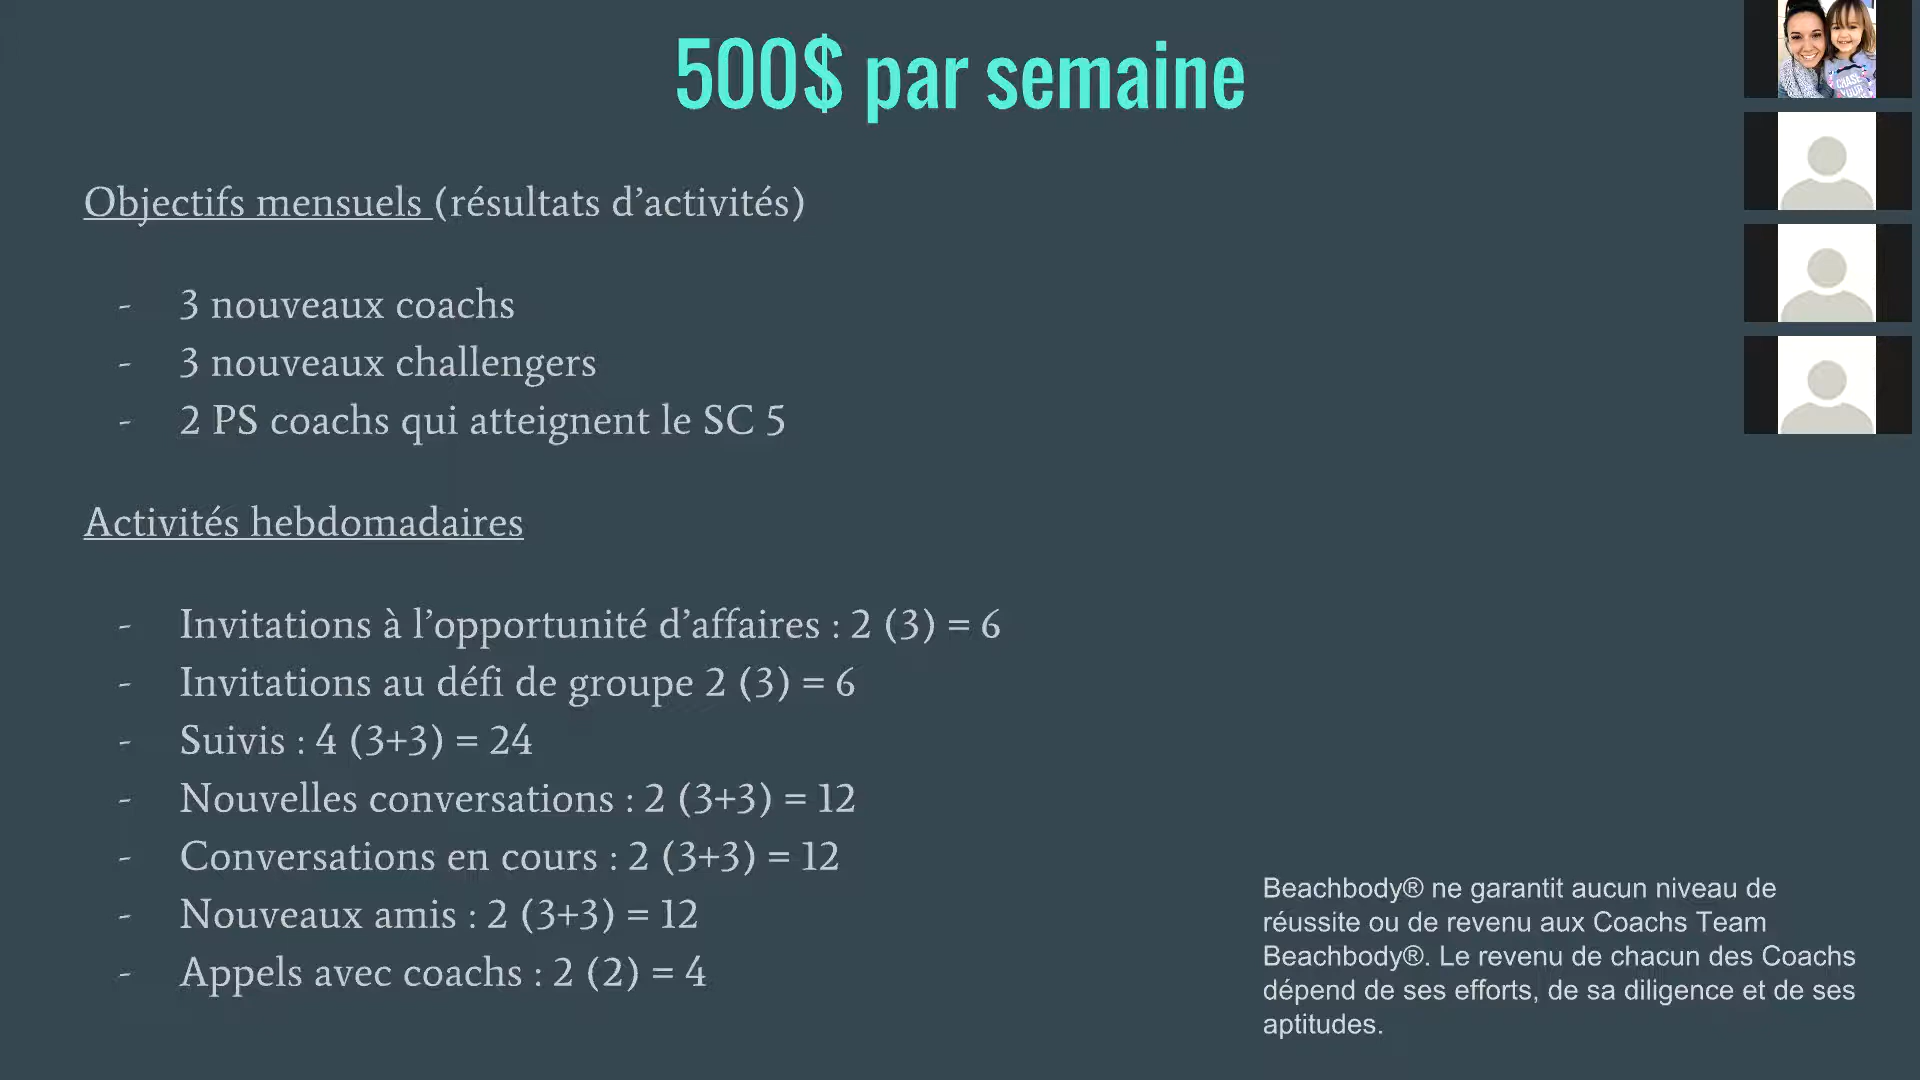 500$ par semaine
Objectifs mensuels (résultats d’activités)
- 3 nouveaux coachs
- 3 nouveaux challengers
- 2 PS coachs qui atteignent le SC 5
Activités hebdomadaires
- Invitations à l’opportunité d’affaires : 2 (3) = 6
- Invitations au défi de groupe 2 (3) = 6
- Suivis : 4 (3+3) = 24
- Nouvelles conversations : 2 (3+3) = 12
- Conversations en cours : 2 (3+3) = 12
- Nouveaux amis : 2 (3+3) = 12
- Appels avec coachs : 2 (2) = 4
Beachbody® ne garantit aucun niveau de
réussite ou de revenu aux Coachs Team
Beachbody®. Le revenu de chacun des Coachs
dépend de ses efforts, de sa diligence et de ses
aptitudes.
CHASE
YOUR